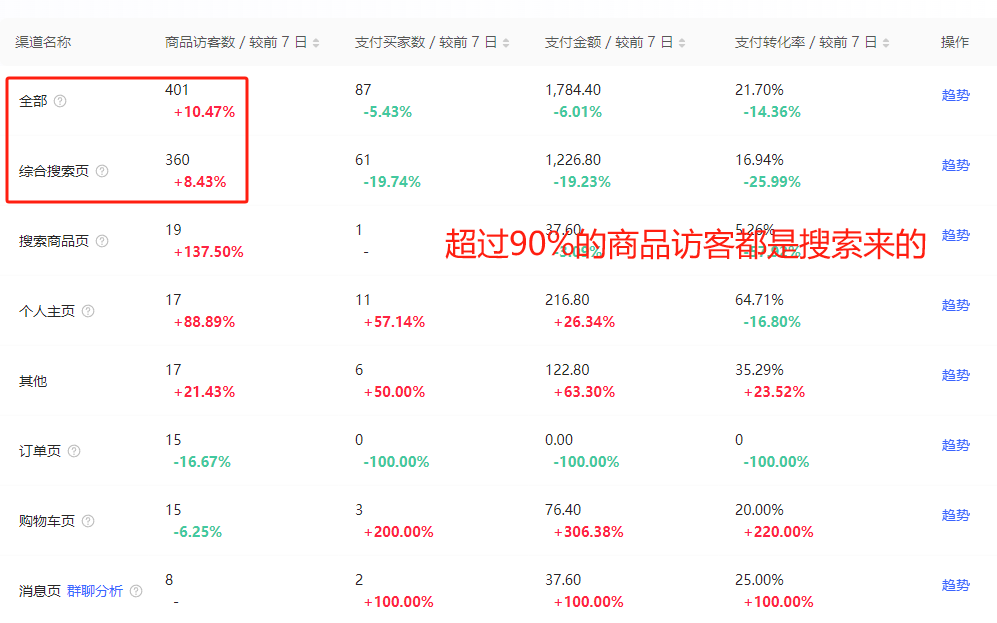 渠道名称 商品访客数 / 较前 7 日 支付买家数 / 较前 7 日 支付金额 / 较前 7 日 支付转化率 / 较前 7 日 操作
全部 401 87 1,784.40 21.70% 趋势
+10.47% -5.43% -6.01% -14.36%
综合搜索页 360 61 1,226.80 16.94% 趋势
+8.43% -19.74% -19.23% -25.99%
搜索商品页 19 1 37.60 5.26% 趋势
+137.50% -
超过90%的商品访客都是搜索来的
个人主页 17 11 216.80 64.71% 趋势
+88.89% +57.14% +26.34% -16.80%
其他 17 6 122.80 35.29% 趋势
+21.43% +50.00% +63.30% +23.52%
订单页 15 0 0.00 0 趋势
-16.67% -100.00% -100.00% -100.00%
购物车页 15 3 76.40 20.00% 趋势
-6.25% +200.00% +306.38% +220.00%
消息页 群聊分析 8 2 37.60 25.00% 趋势
- +100.00% +100.00% +100.00%